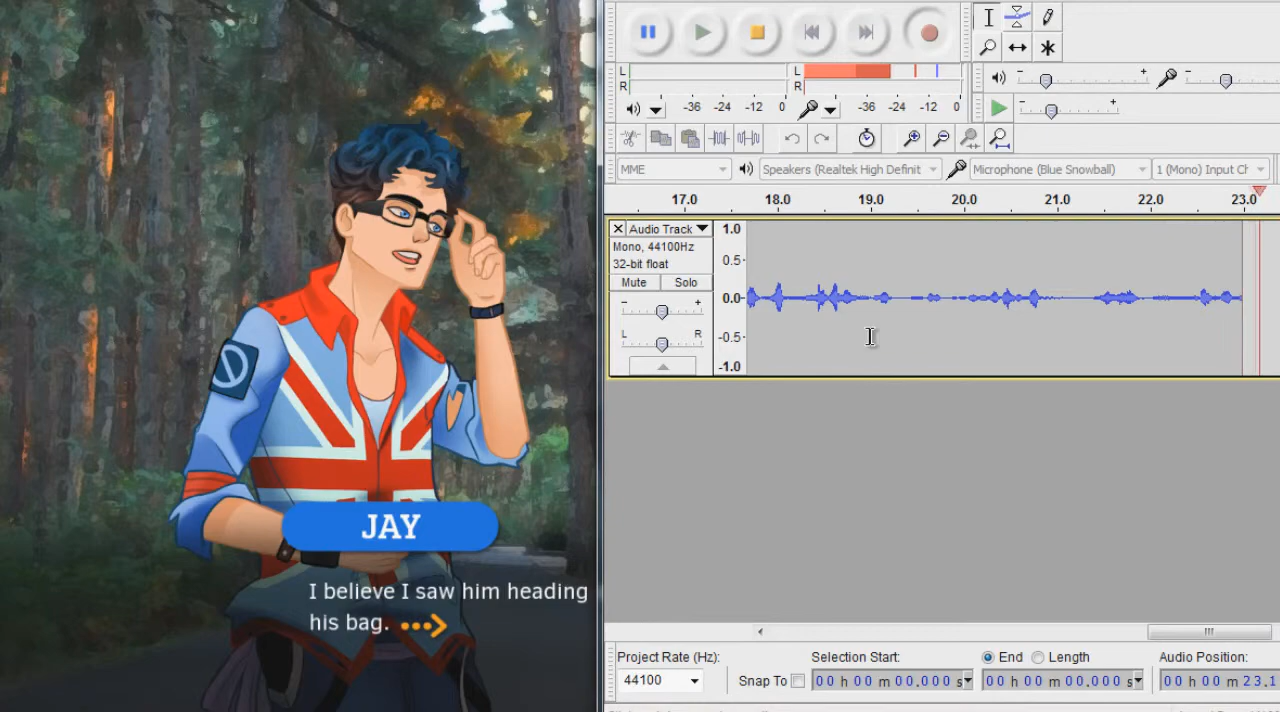 JAY
I believe I saw him heading
his bag.
L
R
-36 -24 -12 0
L
R
-36 -24 -12 0
- +
- +
- +
MME
Speakers (Realtek High Definit
Microphone (Blue Snowball)
1 (Mono) Input Ch
17.0 18.0 19.0 20.0 21.0 22.0 23.0
Audio Track
Mono, 44100Hz
32-bit float
Mute Solo
- +
L R
1.0
0.5-
0.0-
-0.5-
-1.0
Project Rate (Hz):
44100
Snap To
Selection Start:
00 h 00 m 00.000 s
End Length
00 h 00 m 00.000 s
Audio Position:
00 h 00 m 23.1